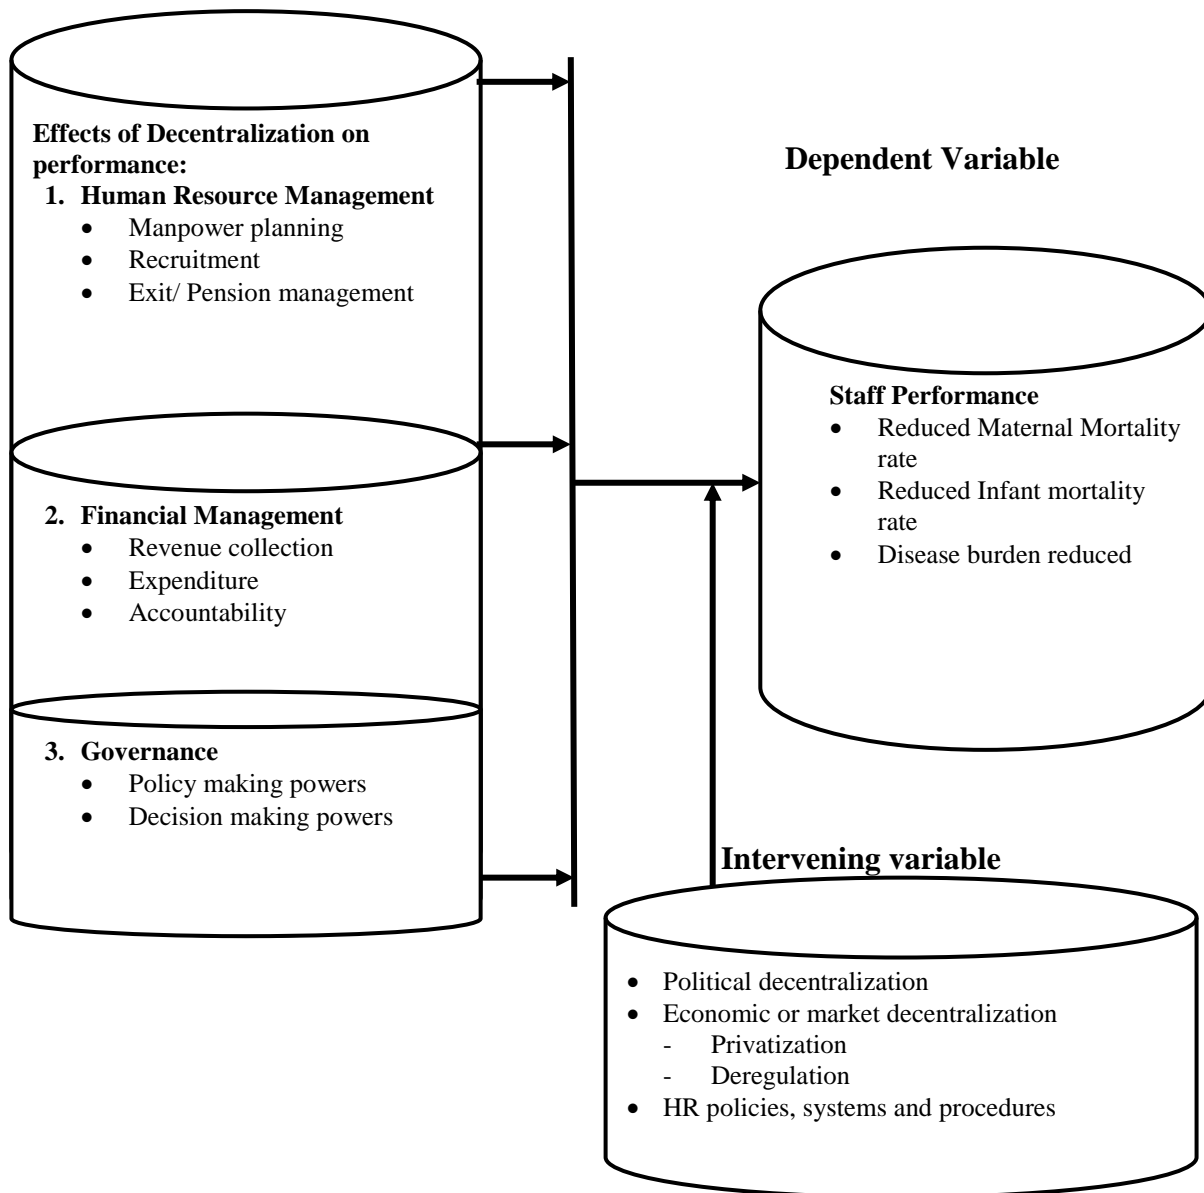 Effects of Decentralization on
performance:
1. Human Resource Management
• Manpower planning
• Recruitment
• Exit/ Pension management
2. Financial Management
• Revenue collection
• Expenditure
• Accountability
3. Governance
• Policy making powers
• Decision making powers
Dependent Variable
Staff Performance
• Reduced Maternal Mortality
rate
• Reduced Infant mortality
rate
• Disease burden reduced
Intervening variable
• Political decentralization
• Economic or market decentralization
- Privatization
- Deregulation
• HR policies, systems and procedures